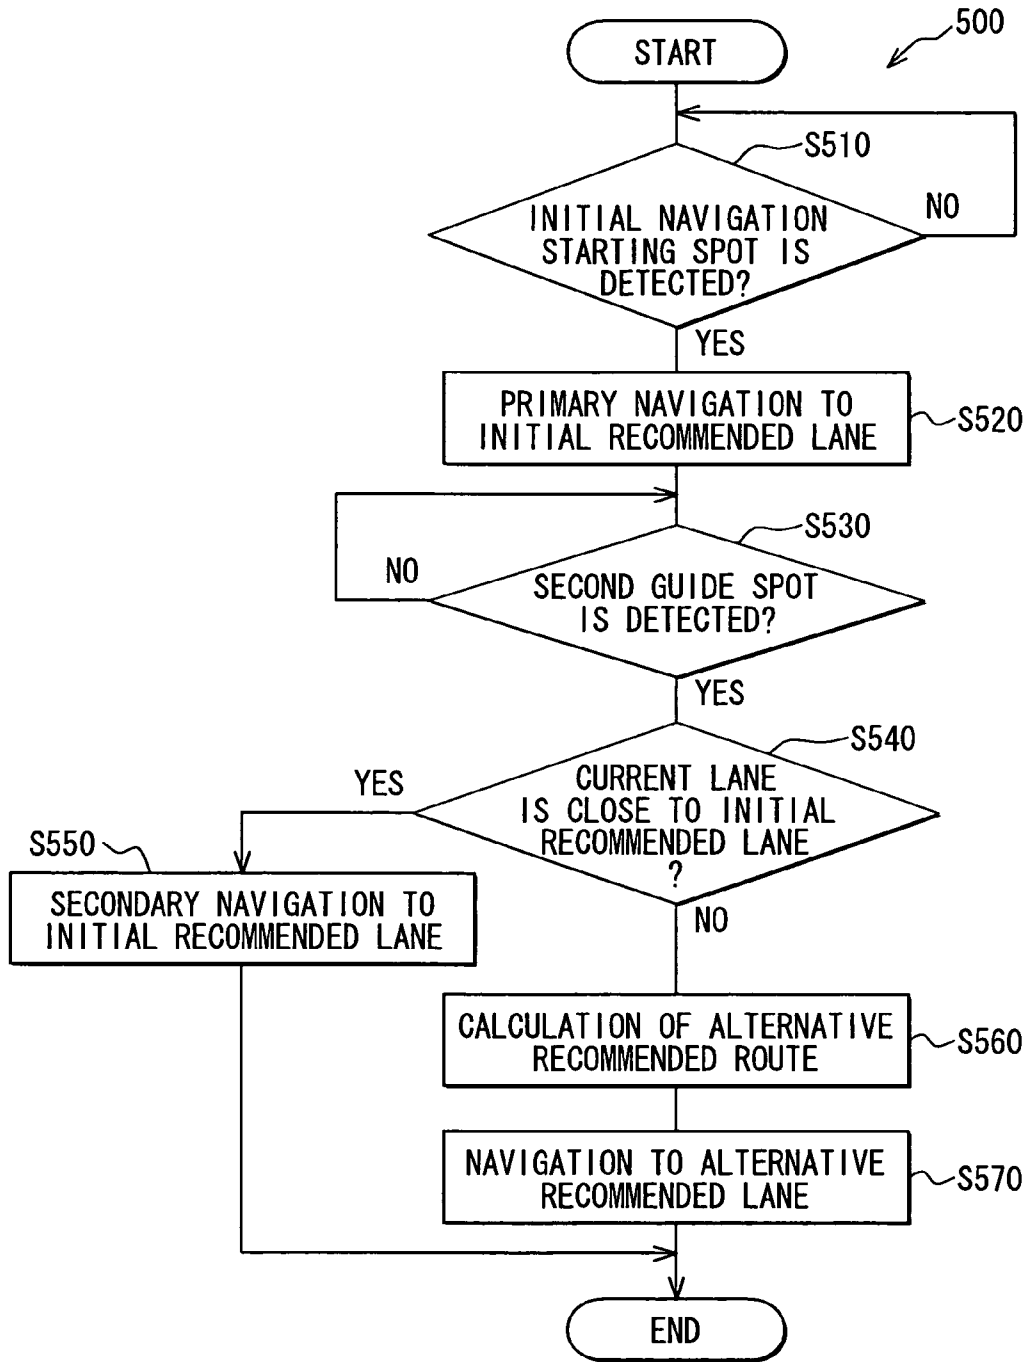 500
START
S510
NO
INITIAL NAVIGATION
STARTING SPOT IS
DETECTED?
YES
PRIMARY NAVIGATION TO
INITIAL RECOMMENDED LANE
S520
S530
NO
SECOND GUIDE SPOT
IS DETECTED?
YES
S540
YES
CURRENT LANE
IS CLOSE TO INITIAL
RECOMMENDED LANE
?
S550
NO
SECONDARY NAVIGATION TO
INITIAL RECOMMENDED LANE
CALCULATION OF ALTERNATIVE
RECOMMENDED ROUTE
S560
NAVIGATION TO ALTERNATIVE
RECOMMENDED LANE
S570
END